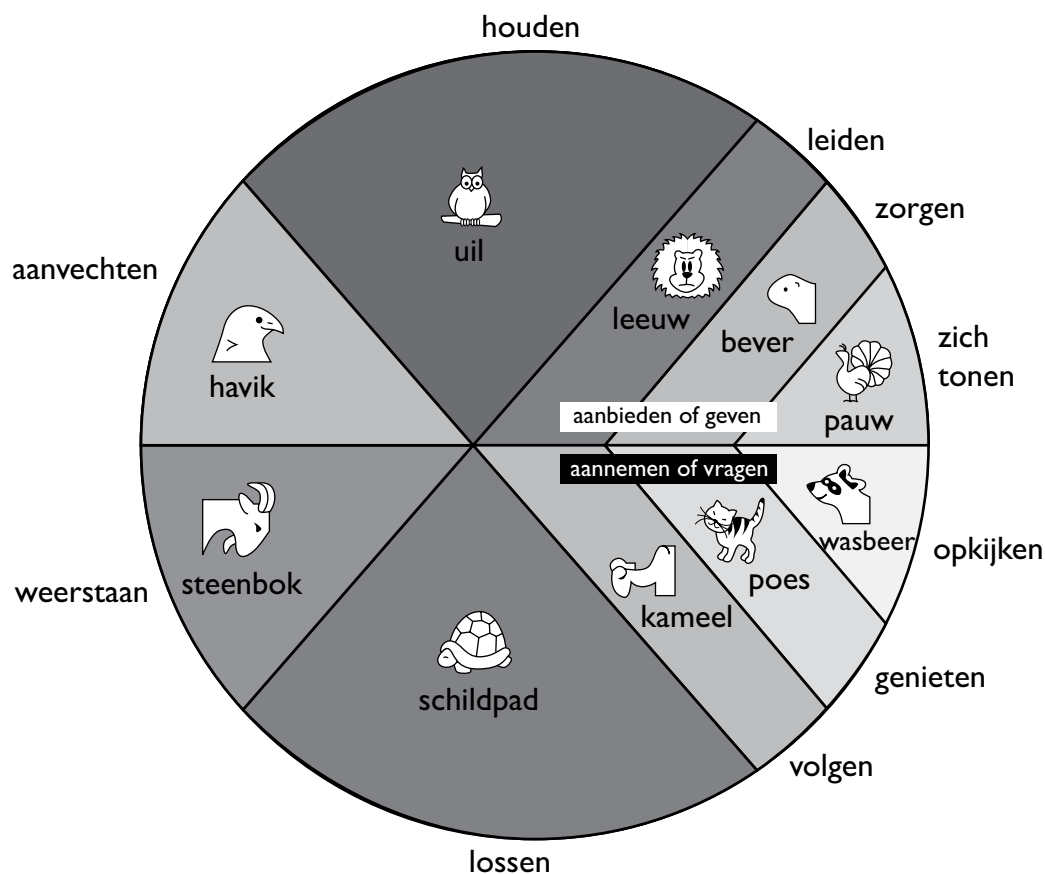 houden
leiden
zorgen
uil
aanvechten
leeuw
bever
zich
tonen
havik
aanbieden of geven
pauw
aannemen of vragen
wasbeer
opkijken
weerstaan
steenbok
poes
kameel
schildpad
genieten
volgen
lossen